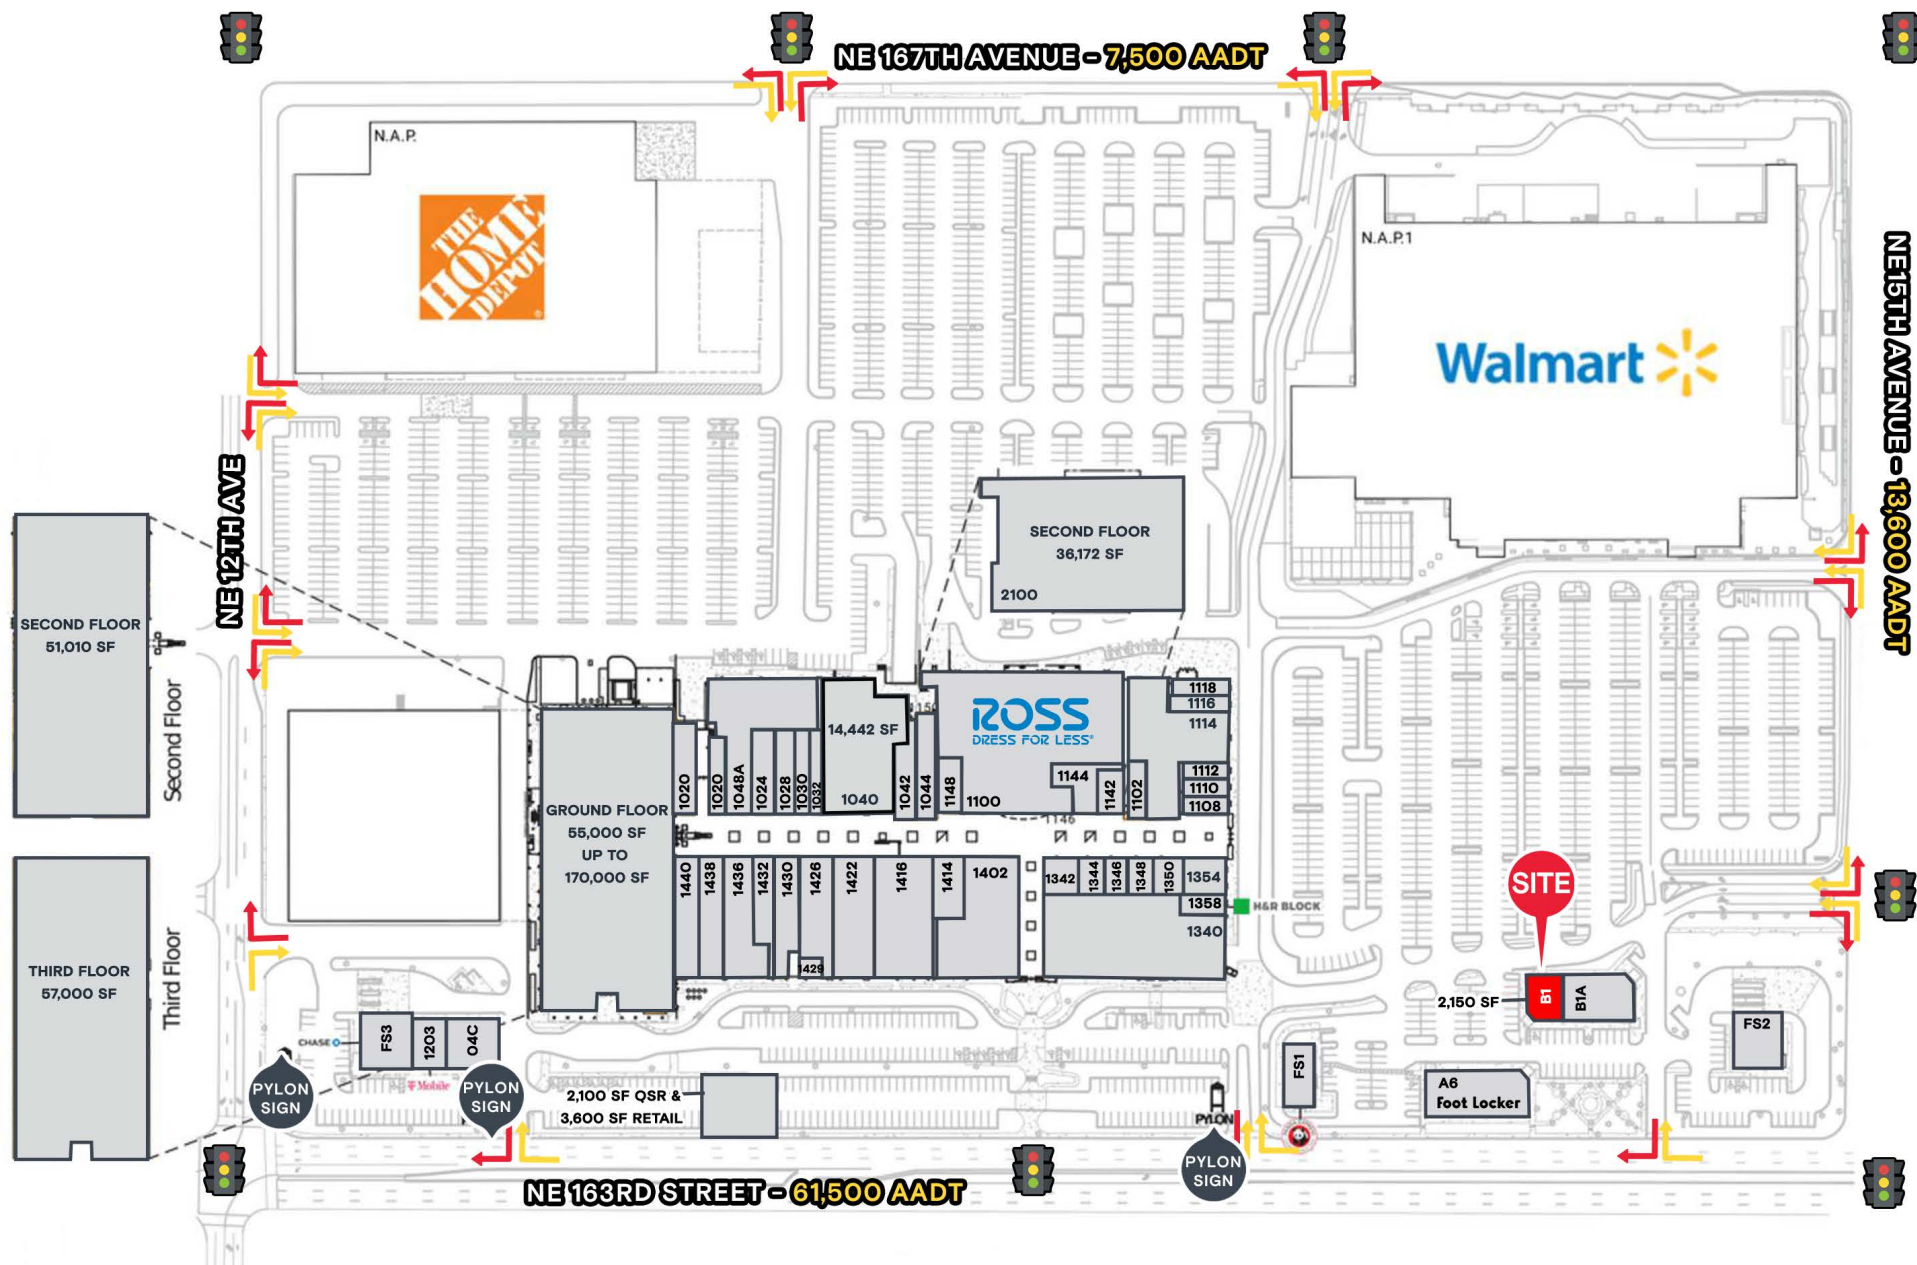 NE 167TH AVENUE - 7,500 AADT
N.A.P.
THE
HOME
DEPOT
N.A.P.1
Walmart
NE15TH AVENUE - 13,600 AADT
NE 12TH AVE
SECOND FLOOR
36,172 SF
2100
SECOND FLOOR
51,010 SF
Second Floor
THIRD FLOOR
57,000 SF
Third Floor
GROUND FLOOR
55,000 SF
UP TO
170,000 SF
1020
1020
1048A
1024
1028
1030
1032
14,442 SF
1040
1042
1044
1148
ROSS
DRESS FOR LESS
1100
1144
1142
1146
1102
1118
1116
1114
1112
1110
1108
1440
1438
1436
1432
1430
1426
1429
1422
1416
1414
1402
1342
1344
1346
1348
1350
1354
1358
1340
H&R BLOCK
SITE
2,150 SF
B1
B1A
FS2
FS1
A6
Foot Locker
CHASE
FS3
1203
04C
T Mobile
PYLON
SIGN
PYLON
SIGN
2,100 SF QSR &
3,600 SF RETAIL
PYLON
PYLON
SIGN
NE 163RD STREET - 61,500 AADT